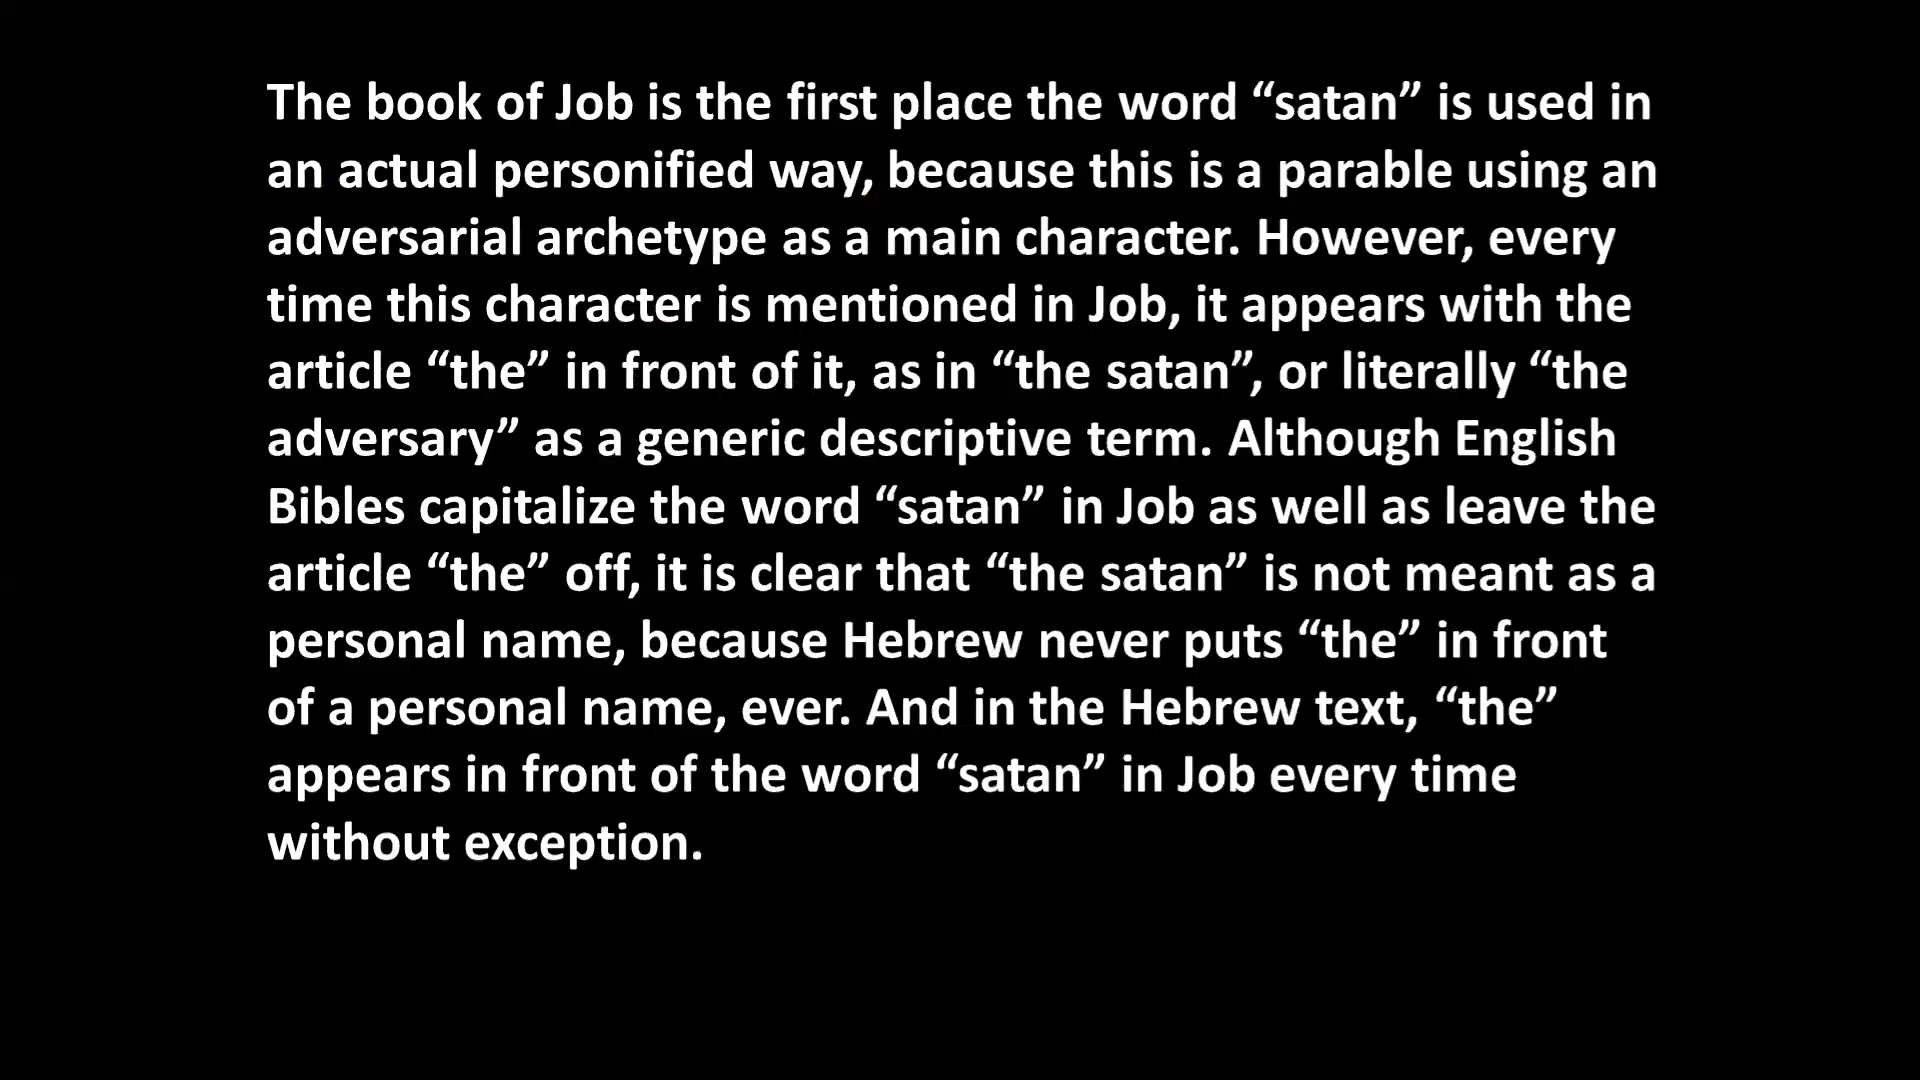 The book of Job is the first place the word “satan” is used in
an actual personified way, because this is a parable using an
adversarial archetype as a main character. However, every
time this character is mentioned in Job, it appears with the
article “the” in front of it, as in “the satan”, or literally “the
adversary” as a generic descriptive term. Although English
Bibles capitalize the word “satan” in Job as well as leave the
article “the” off, it is clear that “the satan” is not meant as a
personal name, because Hebrew never puts “the” in front
of a personal name, ever. And in the Hebrew text, “the”
appears in front of the word “satan” in Job every time
without exception.